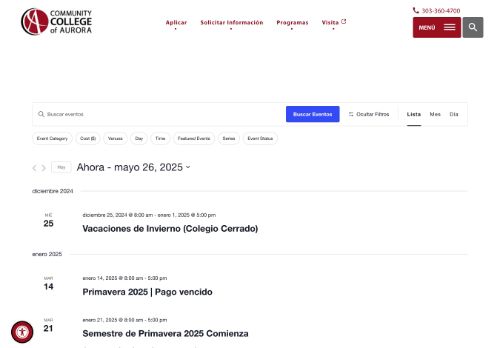 COMMUNITY
COLLEGE
of AURORA
Aplicar
Solicitar Información
Programas
Visita
303-360-4700
MENÚ
Buscar eventos
Buscar Eventos
Ocultar Filtros
Lista
Mes
Día
Event Category
Cost ($)
Venues
Day
Time
Featured Events
Series
Event Status
Hoy
Ahora - mayo 26, 2025
diciembre 2024
MIÉ
25
diciembre 25, 2024 @ 8:00 am - enero 1, 2025 @ 5:00 pm
Vacaciones de Invierno (Colegio Cerrado)
enero 2025
MAR
14
enero 14, 2025 @ 8:00 am - 5:00 pm
Primavera 2025 | Pago vencido
MAR
21
enero 21, 2025 @ 8:00 am - 5:00 pm
Semestre de Primavera 2025 Comienza